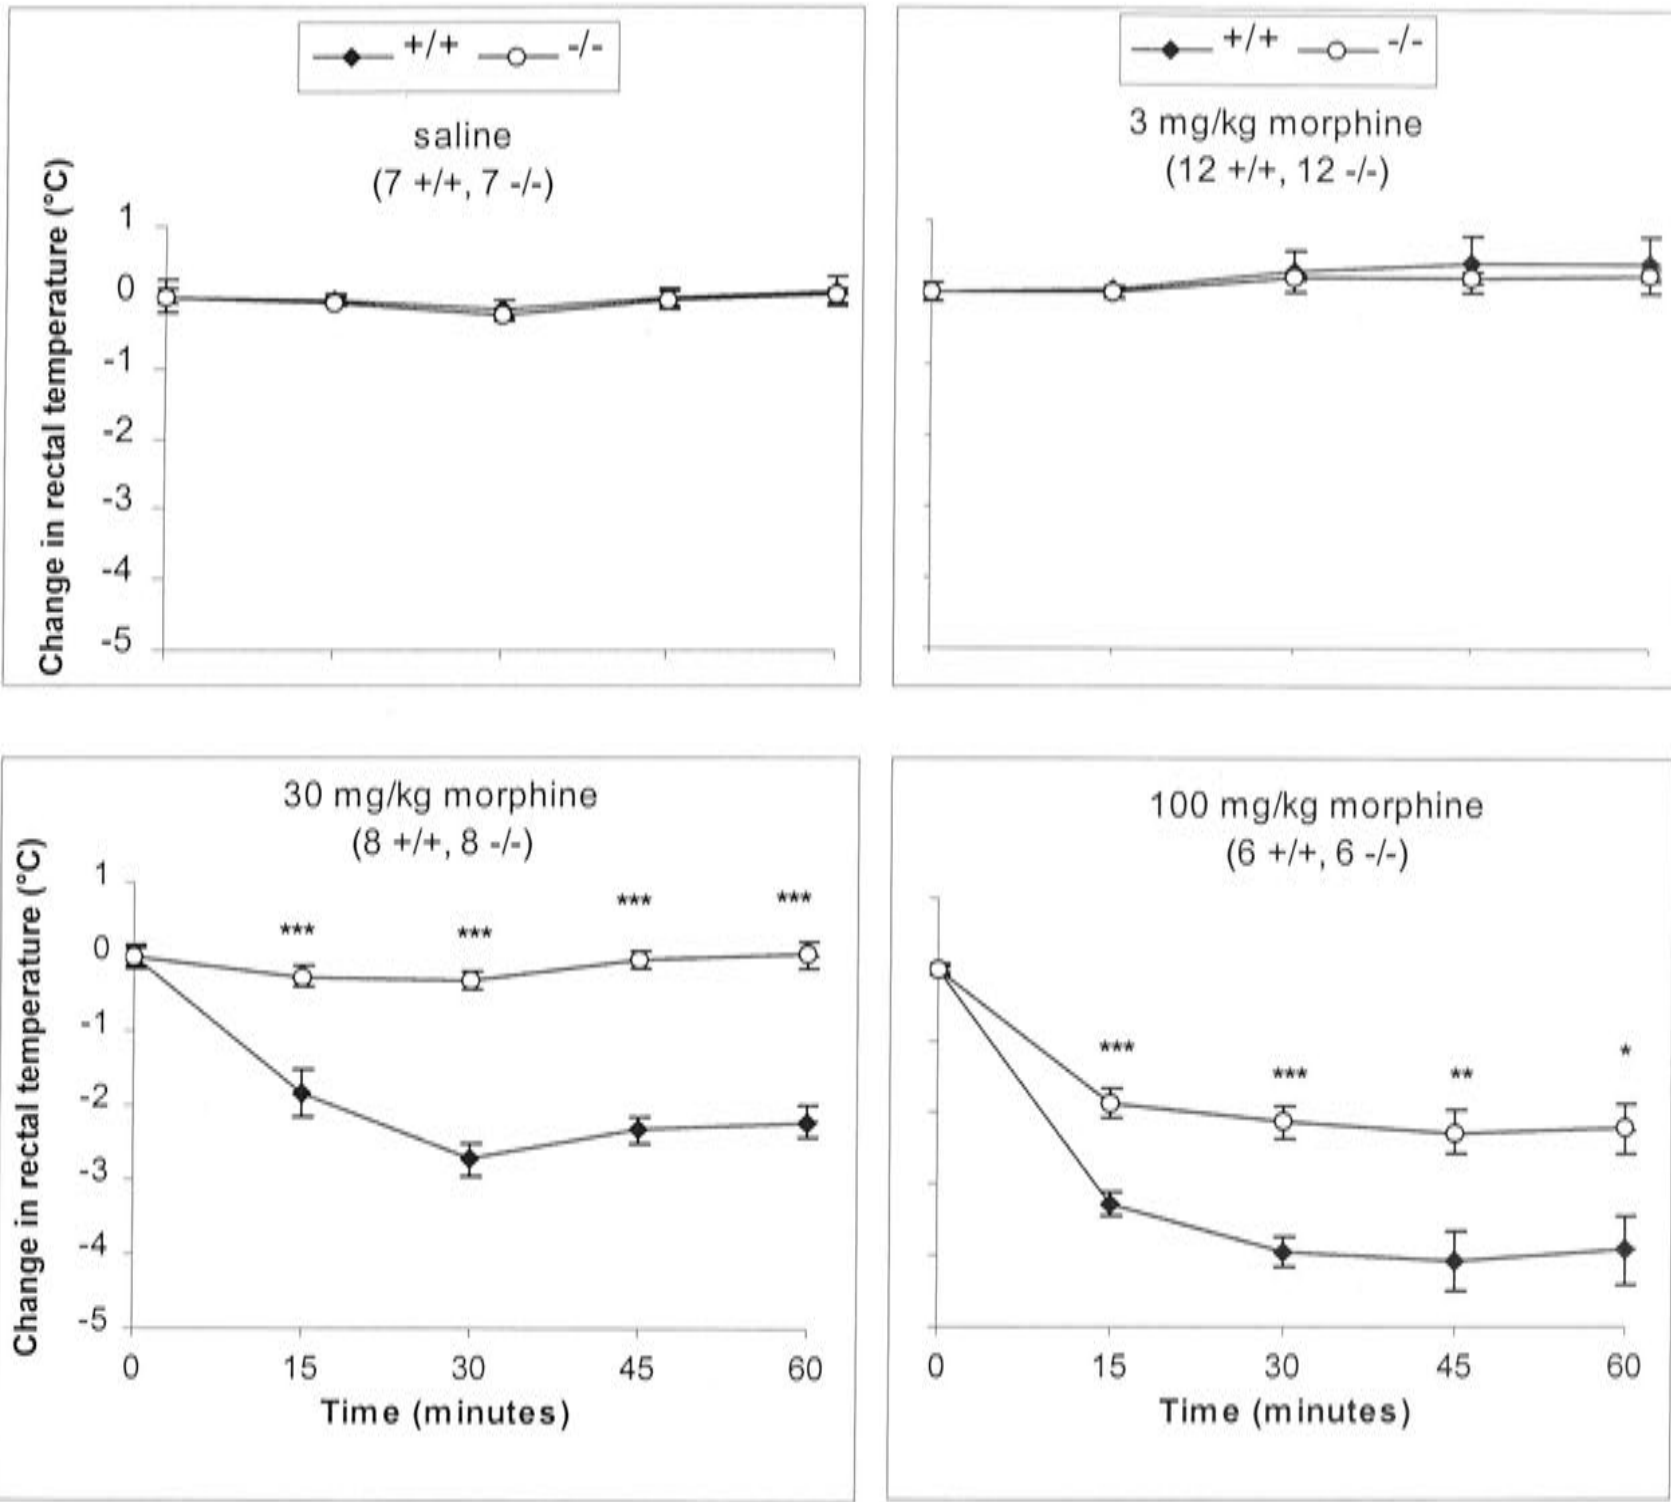 +/+ -/-
saline
(7 +/+, 7 -/-)
Change in rectal temperature (°C)
1
0
-1
-2
-3
-4
-5
+/+ -/-
3 mg/kg morphine
(12 +/+, 12 -/-)
30 mg/kg morphine
(8 +/+, 8 -/-)
Change in rectal temperature (°C)
1
0
-1
-2
-3
-4
-5
*** *** *** ***
0 15 30 45 60
Time (minutes)
100 mg/kg morphine
(6 +/+, 6 -/-)
*** *** ** *
0 15 30 45 60
Time (minutes)